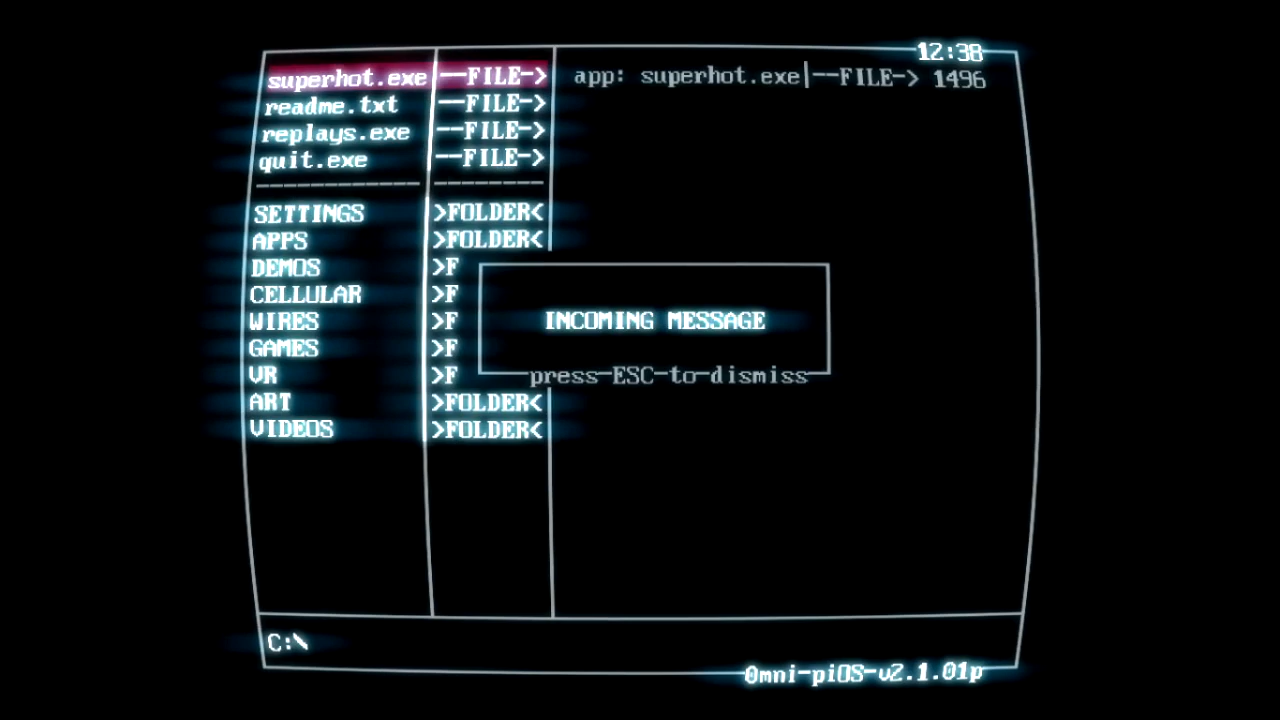 12:38
superhot.exe --FILE-> app: superhot.exe|--FILE-> 1496
readme.txt --FILE->
replays.exe --FILE->
quit.exe --FILE->
SETTINGS >FOLDER<
APPS >FOLDER<
DEMOS >F
CELLULAR >F
WIRES >F
INCOMING MESSAGE
GAMES >F
VR >F
press-ESC-to-dismiss
ART >FOLDER<
VIDEOS >FOLDER<
C:\
0mni-piOS-v2.1.01p